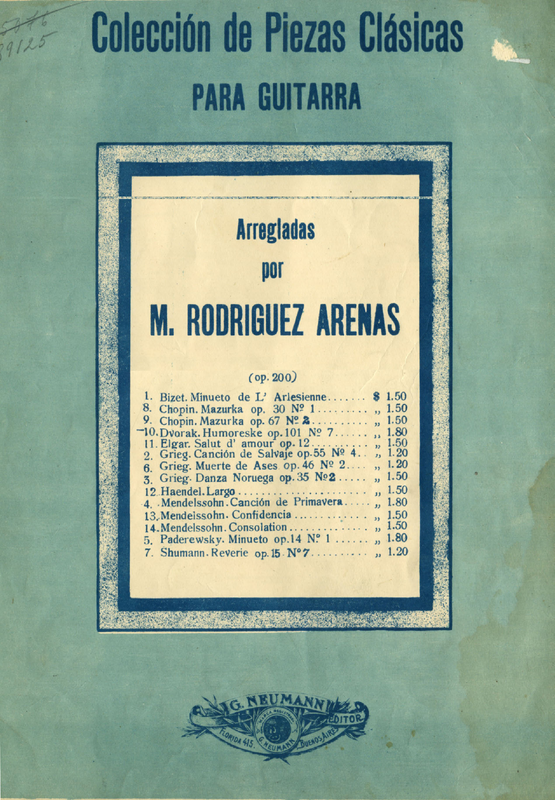 89125
Colección de Piezas Clásicas
PARA GUITARRA
Arregladas
por
M. RODRIGUEZ ARENAS
(op. 200)
1. Bizet. Minueto de L' Arlesienne....... $ 1.50
8. Chopin. Mazurka op. 30 Nº 1......... „ 1.50
9. Chopin. Mazurka op. 67 Nº 2......... „ 1.50
10. Dvorak. Humoreske op. 101 Nº 7...... „ 1.80
11. Elgar. Salut d' amour op. 12......... „ 1.50
2. Grieg. Canción de Salvaje op. 55 Nº 4.. „ 1.20
6. Grieg. Muerte de Ases op. 46 Nº 2.... „ 1.20
3. Grieg. Danza Noruega op. 35 Nº2...... „ 1.50
12. Haendel. Largo .................... „ 1.50
4. Mendelssohn. Canción de Primavera.... „ 1.80
13. Mendelssohn. Confidencia ........... „ 1.50
14. Mendelssohn. Consolation ........... „ 1.50
5. Paderewsky. Minueto op. 14 Nº 1 ..... „ 1.80
7. Shumann. Reverie op. 15 Nº 7......... „ 1.20
G. NEUMANN
EDITOR
FLORIDA 415.
G. NEUMANN
BUENOS AIRES